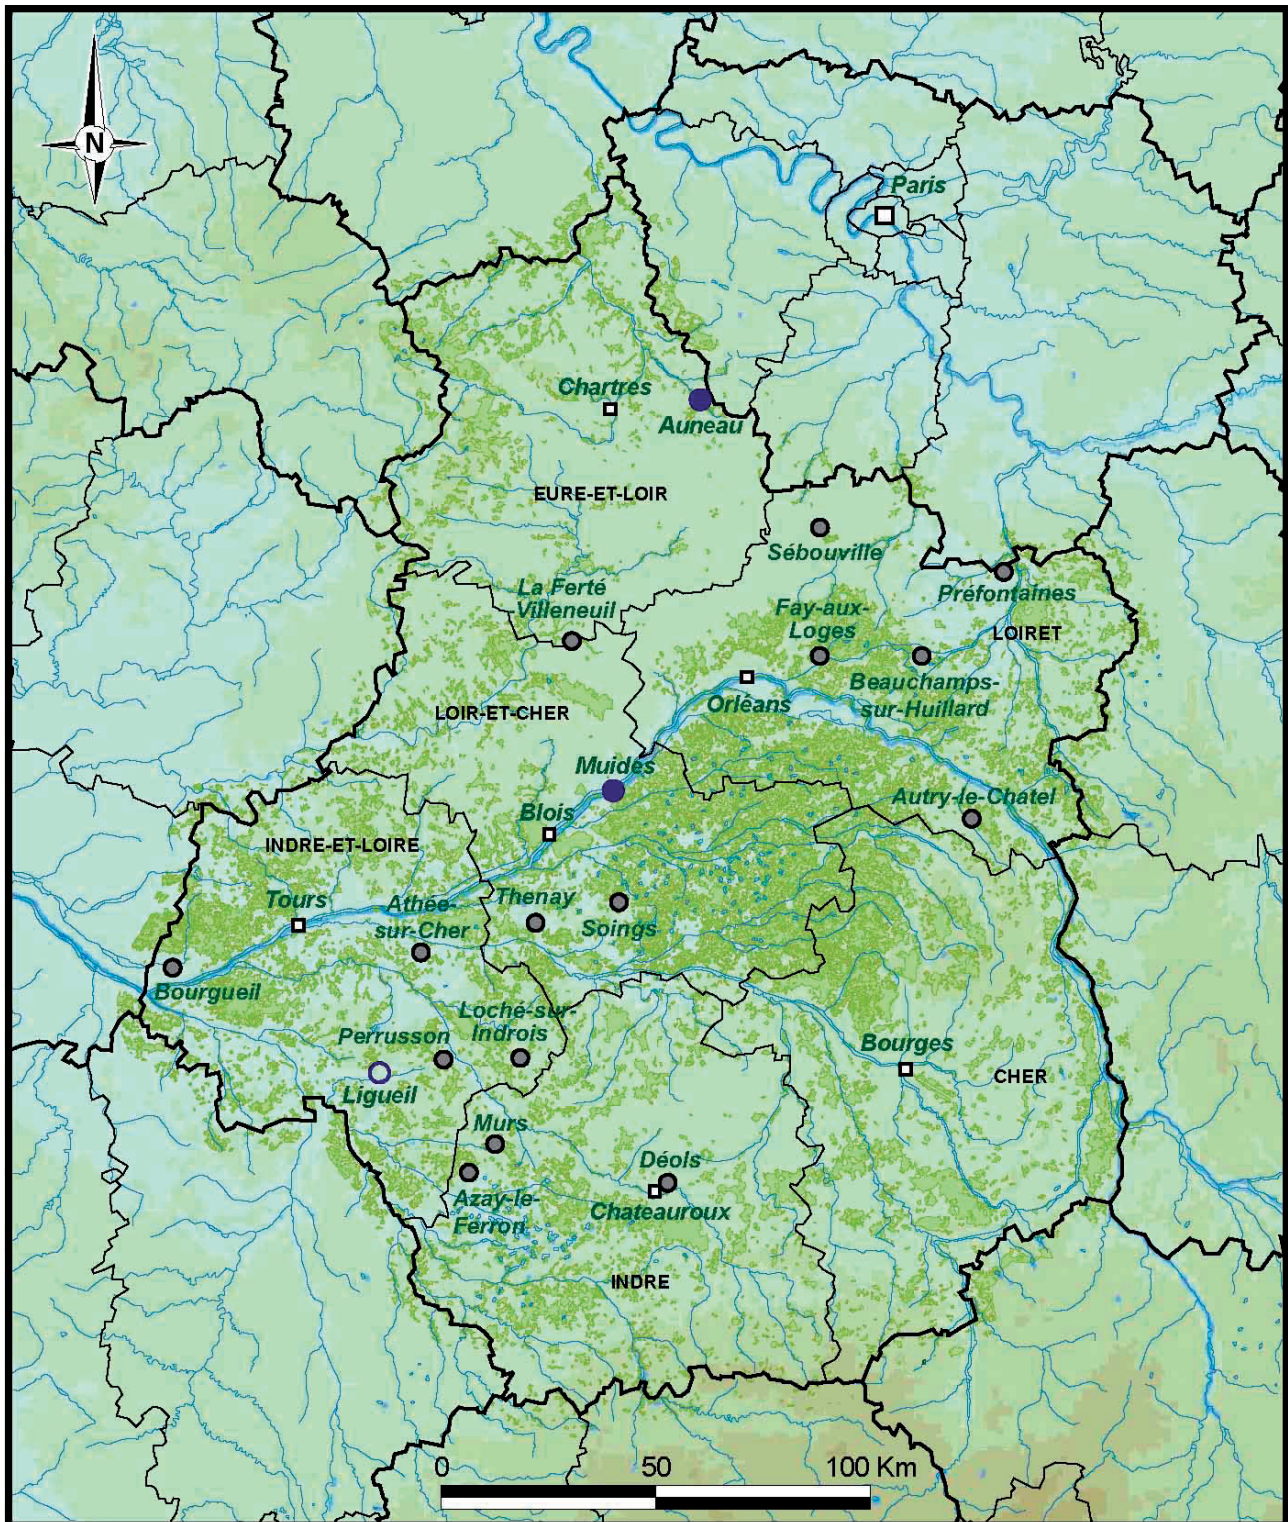 N
Paris
Chartres
Auneau
EURE-ET-LOIR
Sébouville
Préfontaines
La Ferté
Villeneuil
Fay-aux-
Loges
LOIRET
Beauchamps-
sur-Huillard
Orléans
LOIR-ET-CHER
Muides
Autry-le-Chatel
Blois
INDRE-ET-LOIRE
Tours
Athée-
sur-Cher
Thenay
Soings
Bourgueil
Loché-sur-
Indrois
Perrusson
Ligueil
Bourges
CHER
Murs
Déols
Azay-le-
Ferron
Chateauroux
INDRE
0 50 100 Km